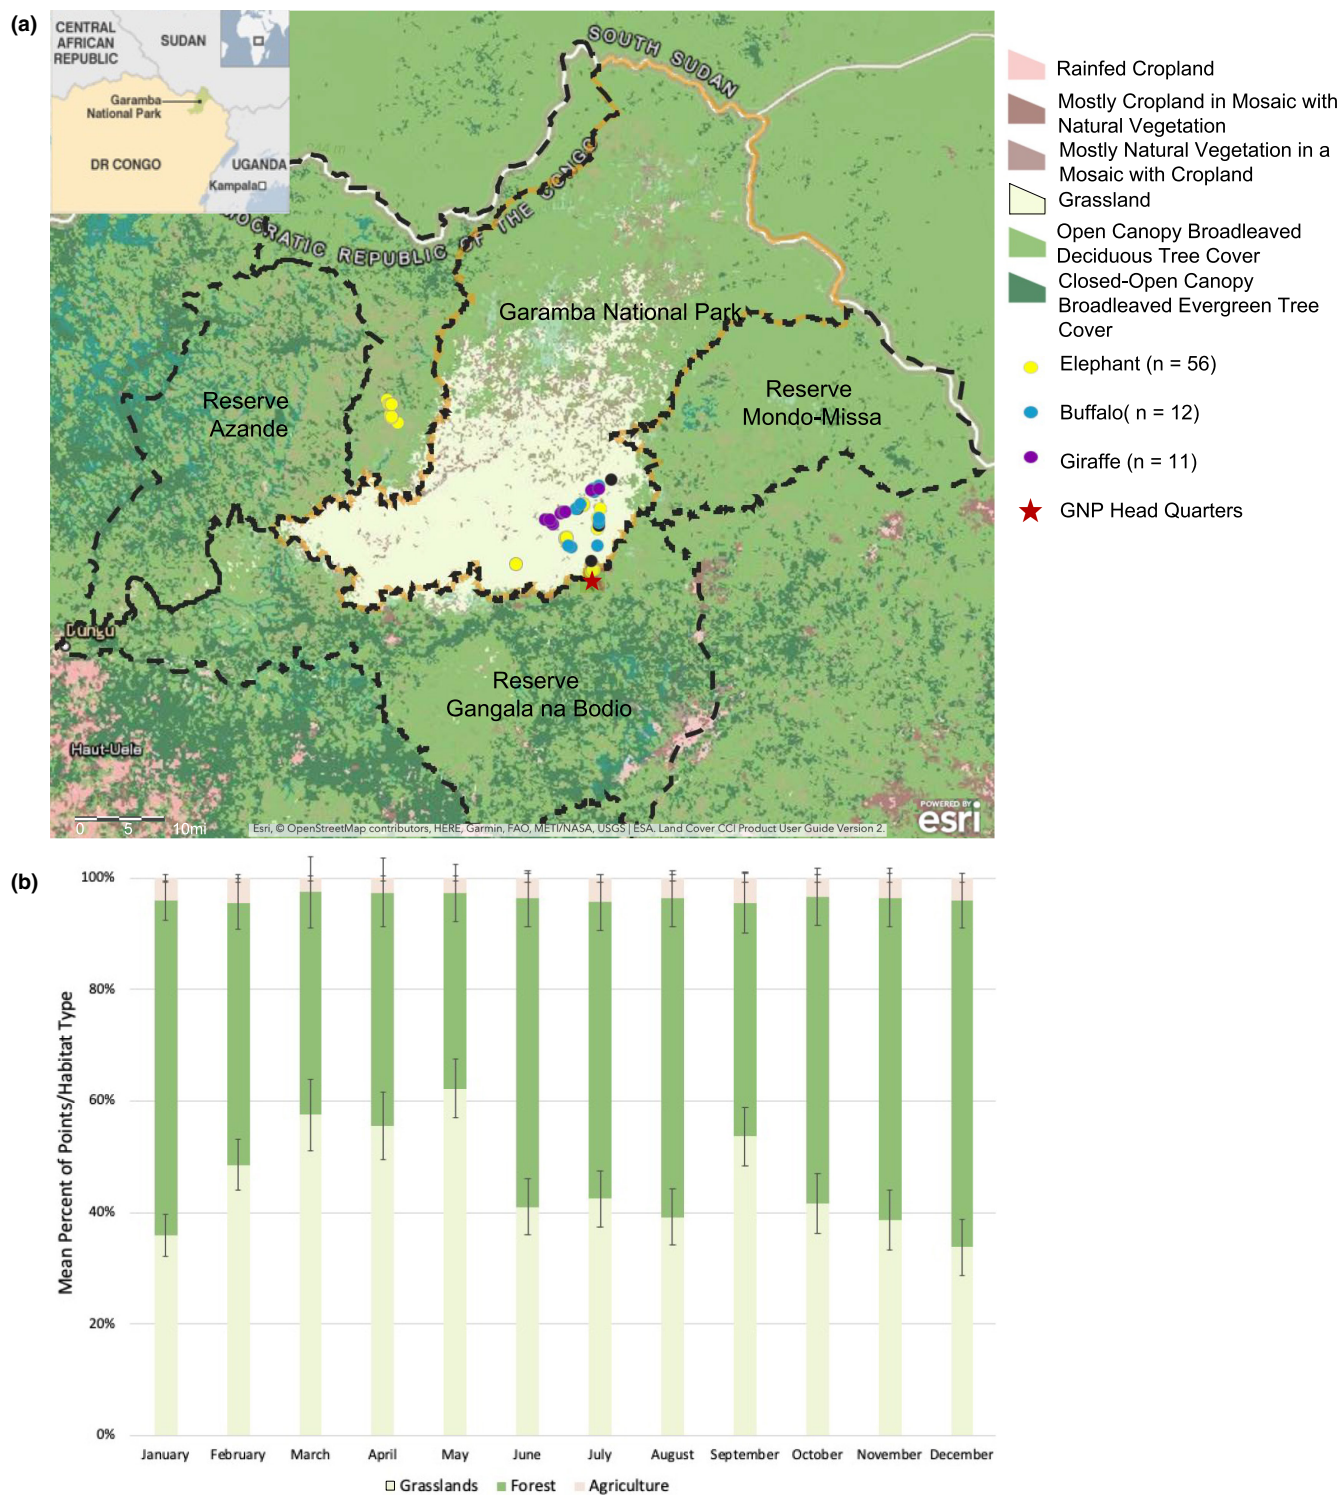 (a)
CENTRAL
AFRICAN
REPUBLIC
SUDAN
Garamba
National Park
DR CONGO
UGANDA
Kampala
SOUTH SUDAN
OCRATIC REPUBLIC OF THE CONGO
Garamba National Park
Reserve
Azande
Reserve
Mondo-Missa
Reserve
Gangala na Bodio
Dungu
Haut-Uele
0 5 10mi
Esri, © OpenStreetMap contributors, HERE, Garmin, FAO, METI/NASA, USGS | ESA. Land Cover CCI Product User Guide Version 2.
POWERED BY
esri
Rainfed Cropland
Mostly Cropland in Mosaic with
Natural Vegetation
Mostly Natural Vegetation in a
Mosaic with Cropland
Grassland
Open Canopy Broadleaved
Deciduous Tree Cover
Closed-Open Canopy
Broadleaved Evergreen Tree
Cover
Elephant (n = 56)
Buffalo( n = 12)
Giraffe (n = 11)
GNP Head Quarters
(b)
Mean Percent of Points/Habitat Type
100%
80%
60%
40%
20%
0%
January February March April May June July August September October November December
Grasslands Forest Agriculture